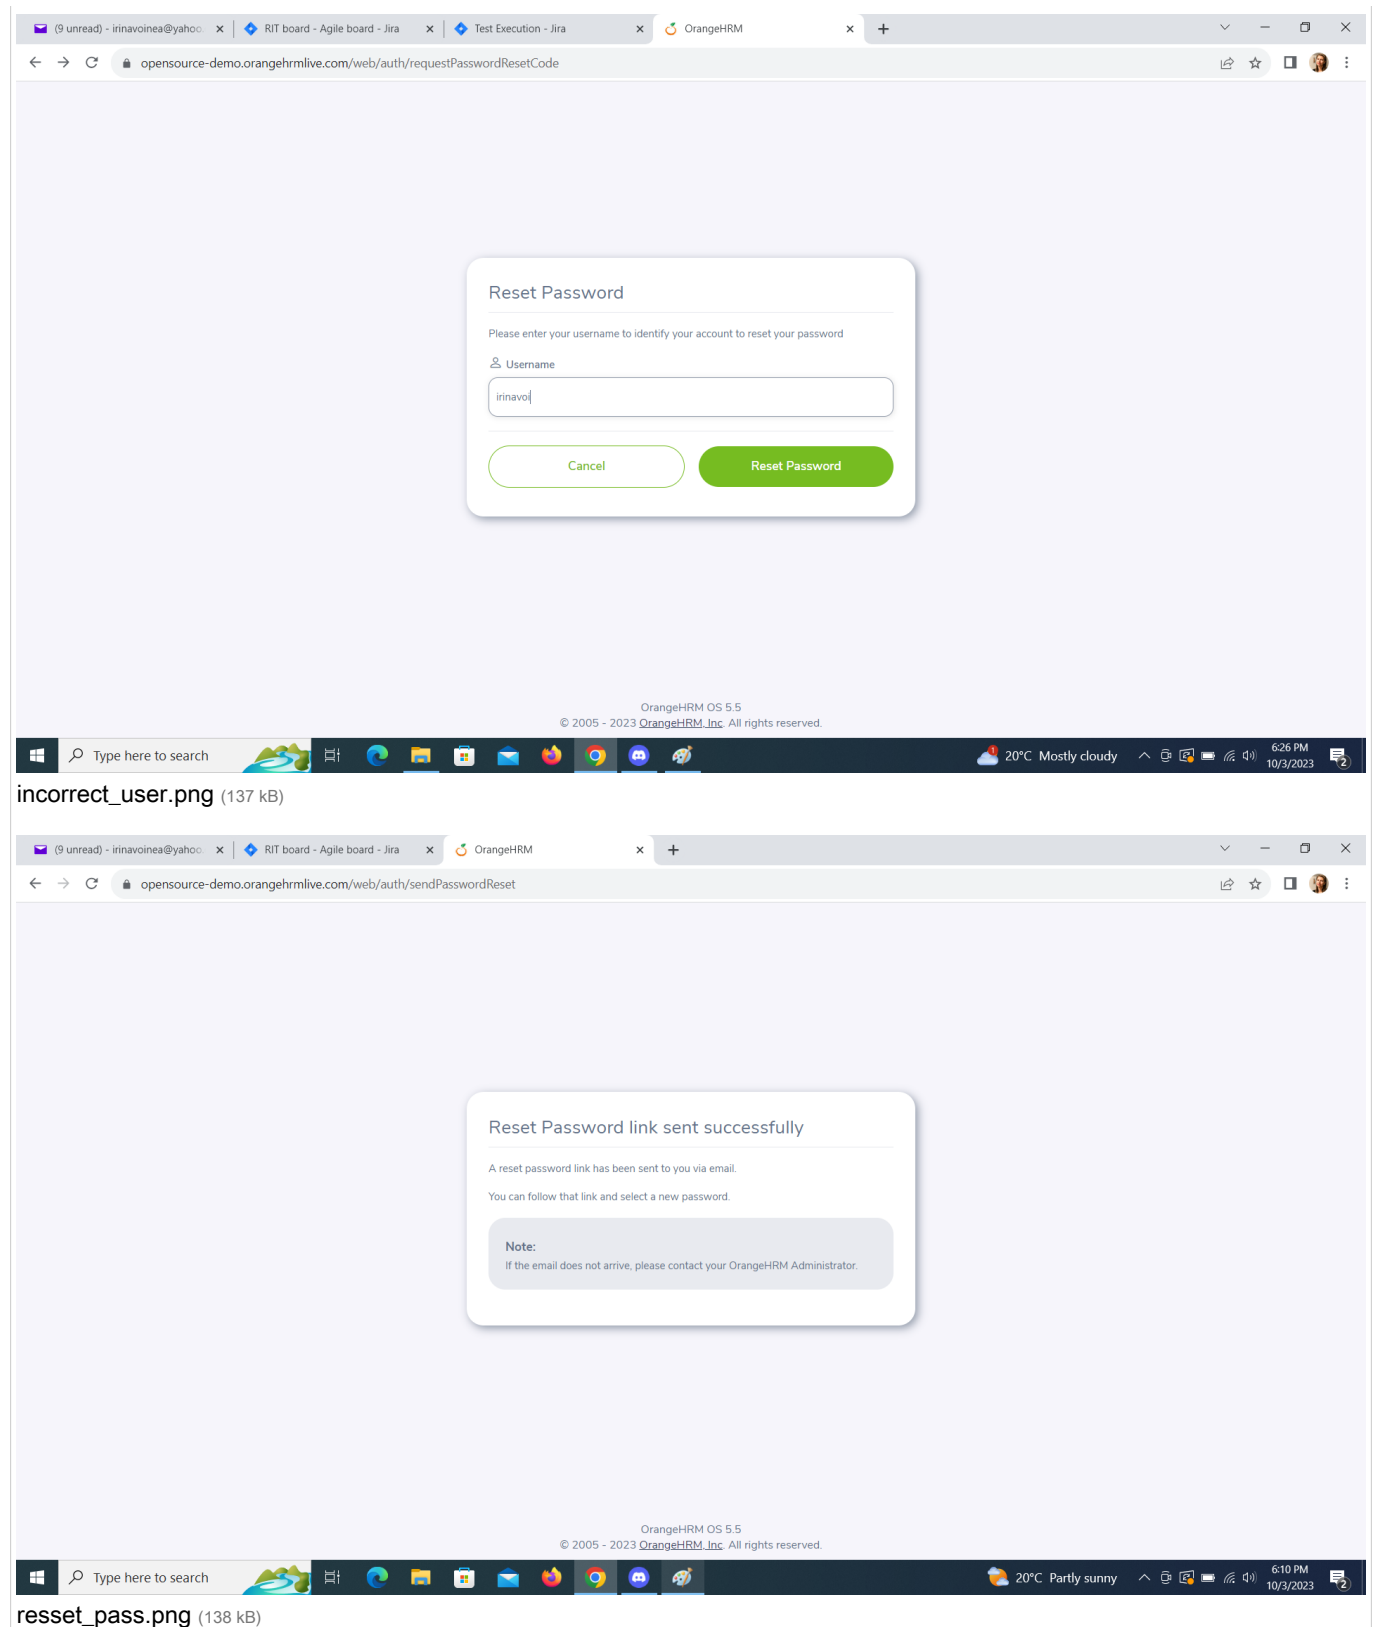 (9 unread) - irinavoinea@yahoo. RIT board - Agile board - Jira Test Execution - Jira OrangeHRM
opensource-demo.orangehrmlive.com/web/auth/requestPasswordResetCode
Reset Password
Please enter your username to identify your account to reset your password
Username
irinavoi
Cancel Reset Password
OrangeHRM OS 5.5
© 2005 - 2023 OrangeHRM, Inc. All rights reserved.
Type here to search 1 20°C Mostly cloudy 6:26 PM
10/3/2023 2
incorrect_user.png (137 kB)
(9 unread) - irinavoinea@yahoo. RIT board - Agile board - Jira OrangeHRM
opensource-demo.orangehrmlive.com/web/auth/sendPasswordReset
Reset Password link sent successfully
A reset password link has been sent to you via email.
You can follow that link and select a new password.
Note:
If the email does not arrive, please contact your OrangeHRM Administrator.
OrangeHRM OS 5.5
© 2005 - 2023 OrangeHRM, Inc. All rights reserved.
Type here to search 20°C Partly sunny 6:10 PM
10/3/2023 2
resset_pass.png (138 kB)